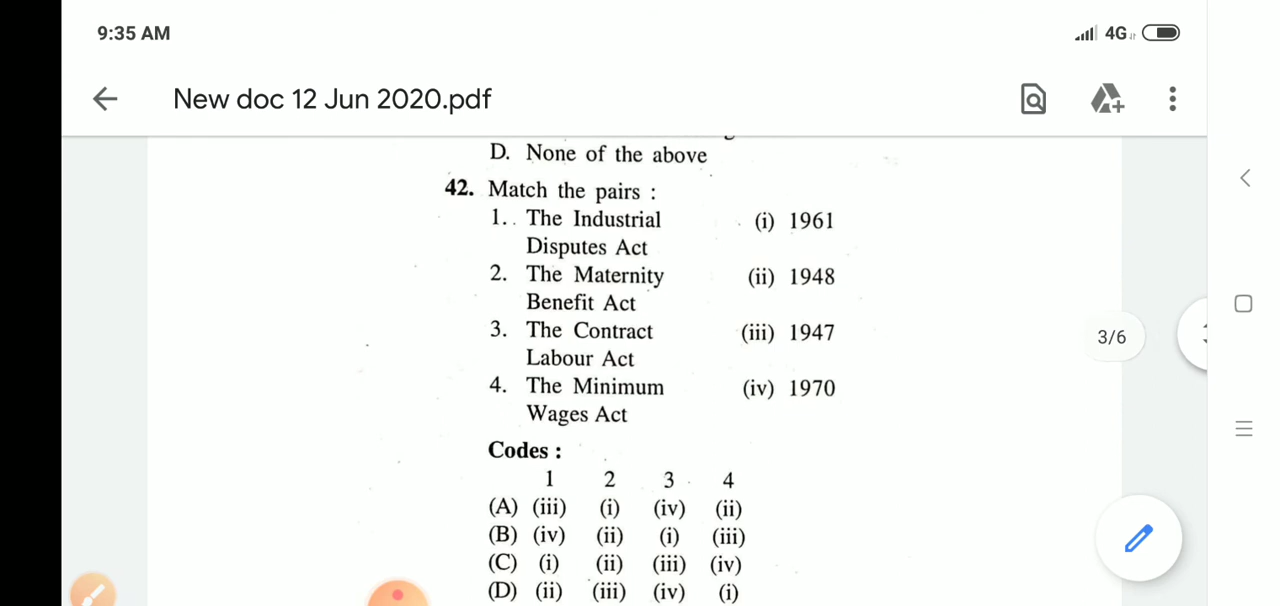 9:35 AM
4G
New doc 12 Jun 2020.pdf
D. None of the above
42. Match the pairs :
1. The Industrial (i) 1961
Disputes Act
2. The Maternity (ii) 1948
Benefit Act
3. The Contract (iii) 1947
Labour Act
3/6
4. The Minimum (iv) 1970
Wages Act
Codes :
1 2 3 4
(A) (iii) (i) (iv) (ii)
(B) (iv) (ii) (i) (iii)
(C) (i) (ii) (iii) (iv)
(D) (ii) (iii) (iv) (i)